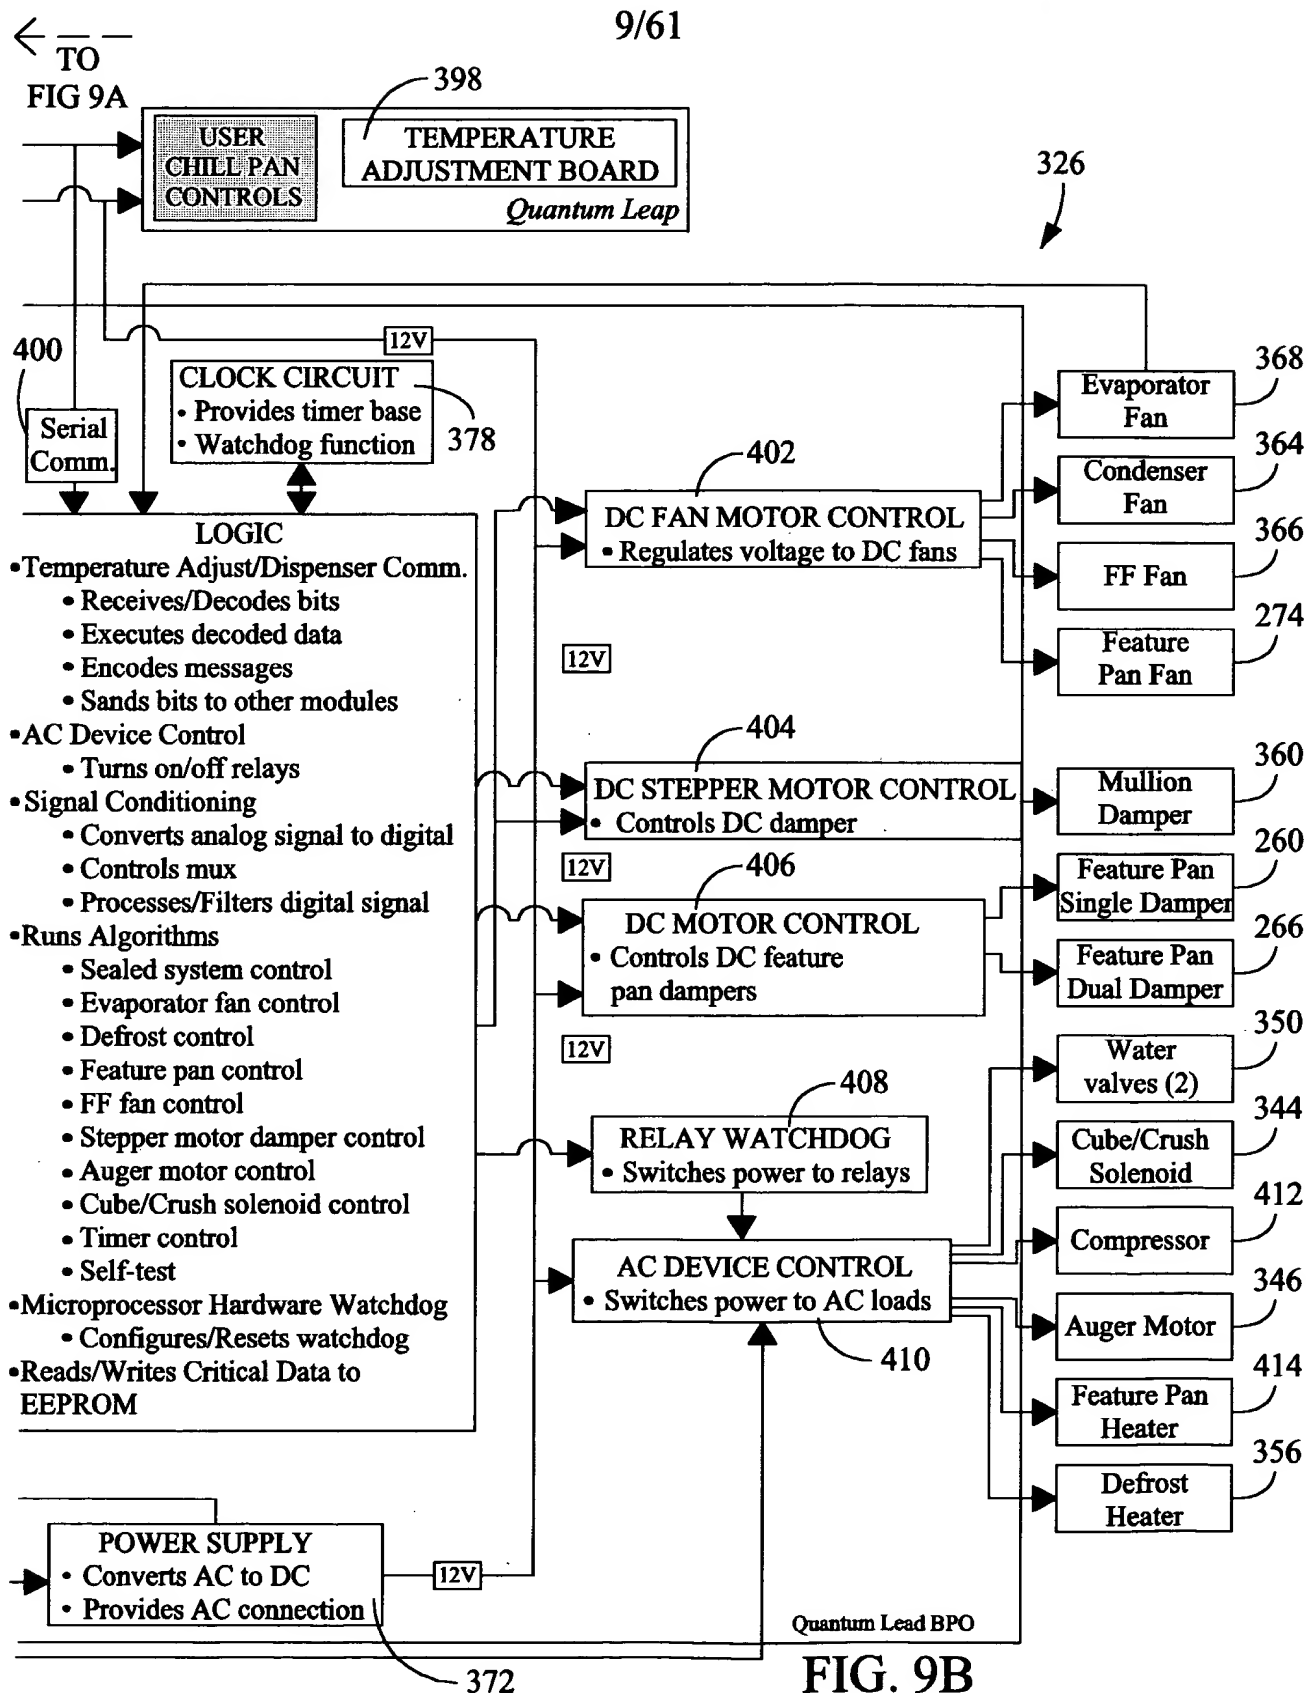 9/61
TO
FIG 9A
398
USER
CHILL PAN
CONTROLS
TEMPERATURE
ADJUSTMENT BOARD
Quantum Leap
326
12V
400
Serial
Comm.
CLOCK CIRCUIT
• Provides timer base
• Watchdog function
378
LOGIC
•Temperature Adjust/Dispenser Comm.
• Receives/Decodes bits
• Executes decoded data
• Encodes messages
• Sands bits to other modules
•AC Device Control
• Turns on/off relays
•Signal Conditioning
• Converts analog signal to digital
• Controls mux
• Processes/Filters digital signal
•Runs Algorithms
• Sealed system control
• Evaporator fan control
• Defrost control
• Feature pan control
• FF fan control
• Stepper motor damper control
• Auger motor control
• Cube/Crush solenoid control
• Timer control
• Self-test
•Microprocessor Hardware Watchdog
• Configures/Resets watchdog
•Reads/Writes Critical Data to
EEPROM
402
DC FAN MOTOR CONTROL
• Regulates voltage to DC fans
12V
404
DC STEPPER MOTOR CONTROL
• Controls DC damper
12V
406
DC MOTOR CONTROL
• Controls DC feature
pan dampers
12V
408
RELAY WATCHDOG
• Switches power to relays
AC DEVICE CONTROL
• Switches power to AC loads
410
Evaporator
Fan
368
Condenser
Fan
364
FF Fan
366
Feature
Pan Fan
274
Mullion
Damper
360
Feature Pan
Single Damper
260
Feature Pan
Dual Damper
266
Water
valves (2)
350
Cube/Crush
Solenoid
344
Compressor
412
Auger Motor
346
Feature Pan
Heater
414
Defrost
Heater
356
POWER SUPPLY
• Converts AC to DC
• Provides AC connection
12V
372
Quantum Lead BPO
FIG. 9B